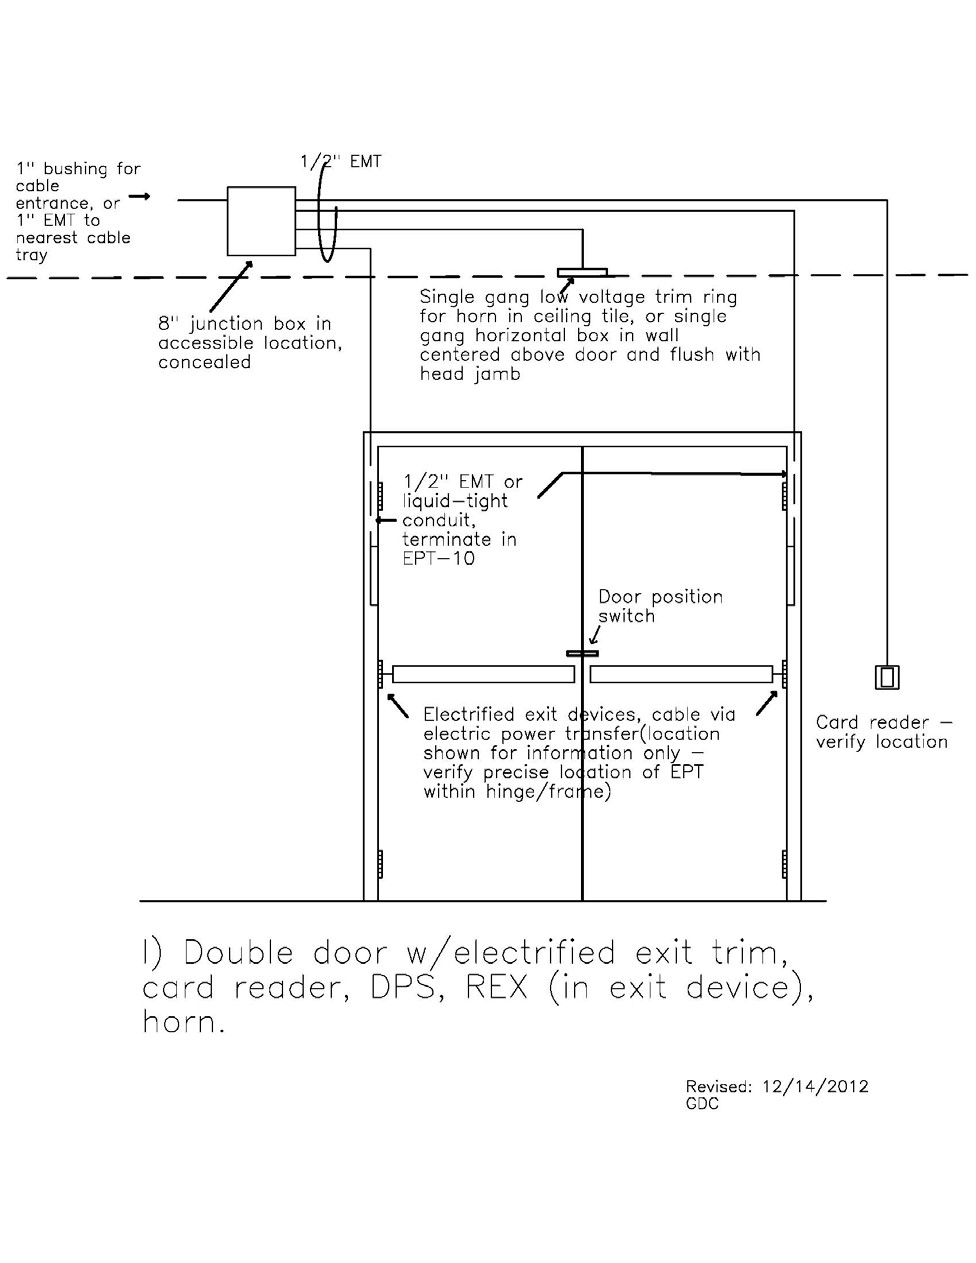 1/2" EMT
1" bushing for
cable
entrance, or
1" EMT to
nearest cable
tray
8" junction box in
accessible location,
concealed
Single gang low voltage trim ring
for horn in ceiling tile, or single
gang horizontal box in wall
centered above door and flush with
head jamb
1/2" EMT or
liquid-tight
conduit,
terminate in
EPT-10
Door position
switch
Electrified exit devices, cable via
electric power transfer(location
shown for information only -
verify precise location of EPT
within hinge/frame)
Card reader -
verify location
I) Double door w/electrified exit trim,
card reader, DPS, REX (in exit device),
horn.
Revised: 12/14/2012
GDC